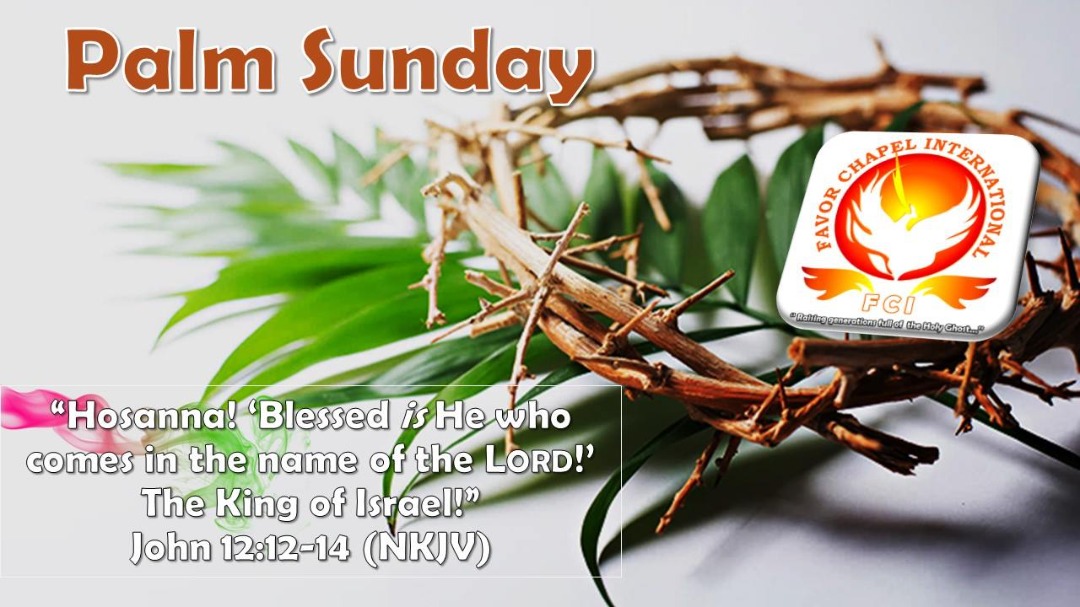 Palm Sunday
FAVOR CHAPEL INTERNATIONAL
FCI
“ Raising generations full of the Holy Ghost...”
“Hosanna! ‘Blessed is He who
comes in the name of the LORD!’
The King of Israel!”
John 12:12-14 (NKJV)